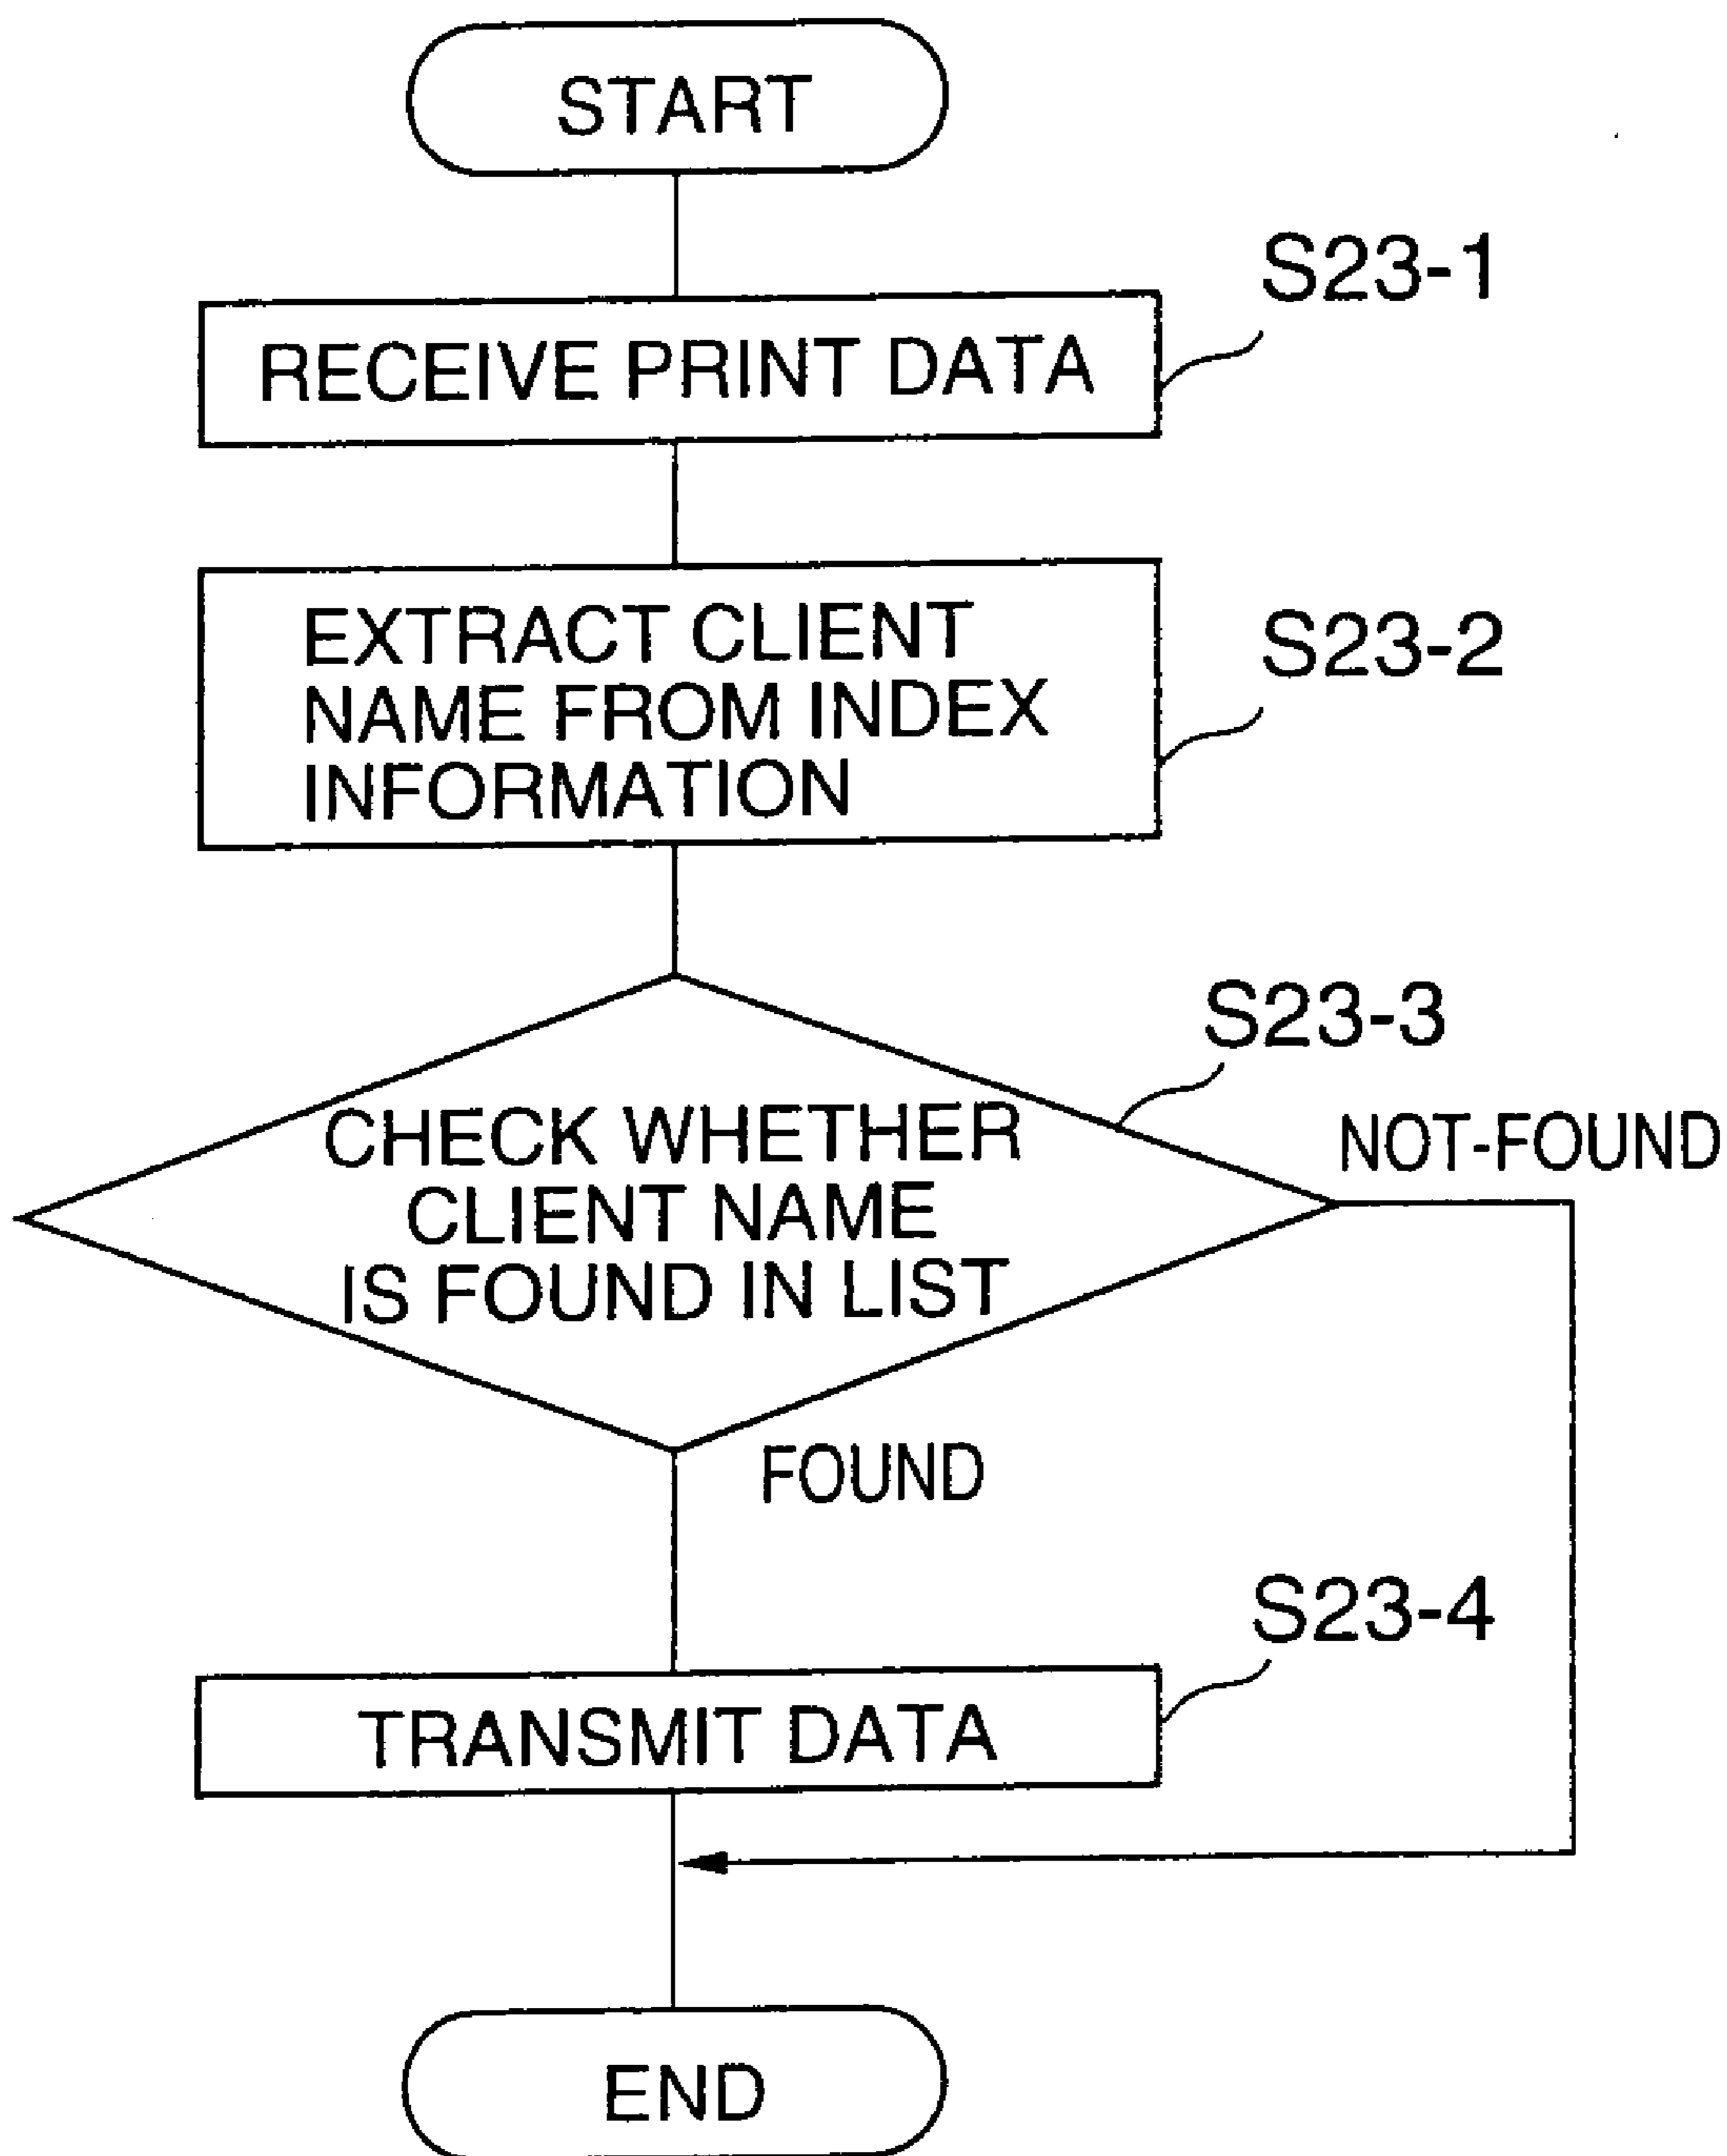 START
S23-1
RECEIVE PRINT DATA
EXTRACT CLIENT
NAME FROM INDEX
INFORMATION
S23-2
S23-3
CHECK WHETHER
CLIENT NAME
IS FOUND IN LIST
NOT-FOUND
FOUND
S23-4
TRANSMIT DATA
END